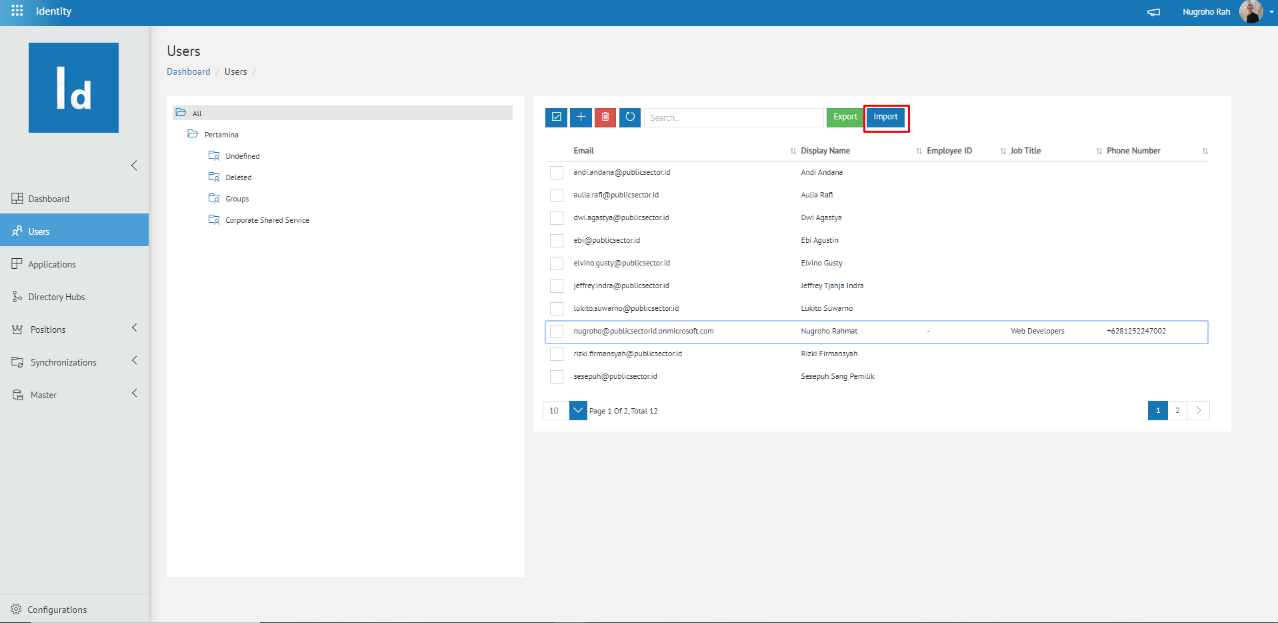 Identity
Nugroho Rah
Id
Dashboard
Users
Applications
Directory Hubs
Positions
Synchronizations
Master
Configurations
Users
Dashboard / Users /
All
Pertamina
Undefined
Deleted
Groups
Corporate Shared Service
Search.. Export Import
Email Display Name Employee ID Job Title Phone Number
andi.andana@publicsector.id Andi Andana
aulia.rafi@publicsector.id Aulia Rafi
dwi.agastya@publicsector.id Dwi Agastya
ebi@publicsector.id Ebi Agustin
elvino.gusty@publicsector.id Elvino Gusty
jeffrey.indra@publicsector.id Jeffrey Tjahja Indra
lukito.suwarno@publicsector.id Lukito Suwarno
nugroho@publicsectorid.onmicrosoft.com Nugroho Rahmat - Web Developers +6281252247002
rizki.firmansyah@publicsector.id Rizki Firmansyah
sesepuh@publicsector.id Sesepuh Sang Pemilik
10 Page 1 Of 2, Total 12 1 2